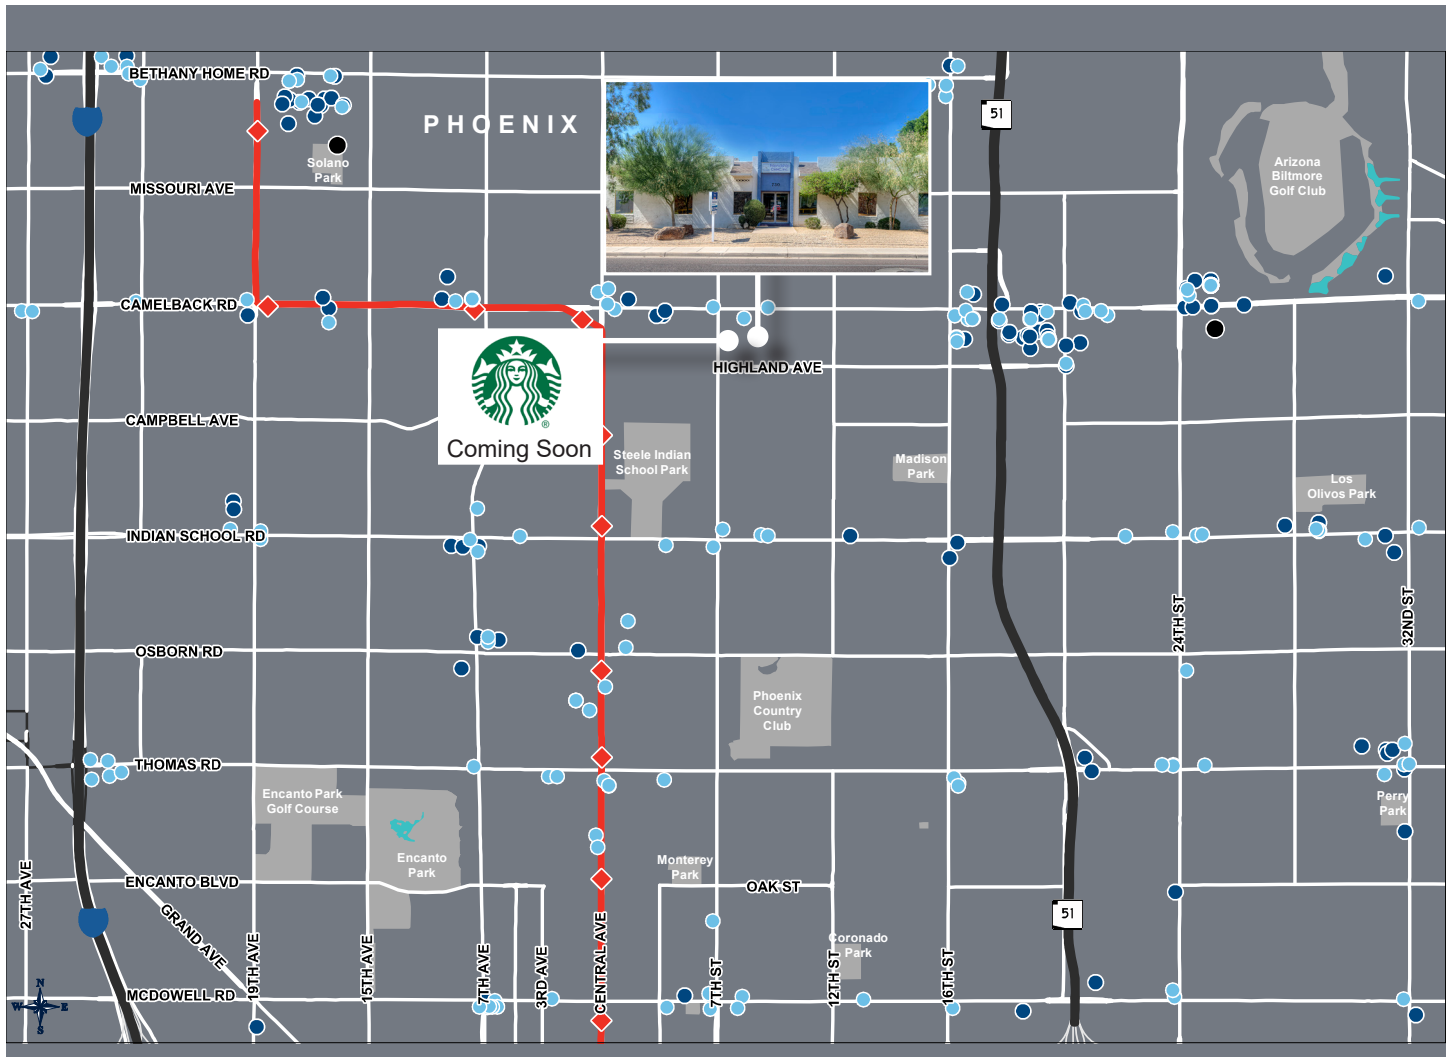 BETHANY HOME RD
51
PHOENIX
Solano
Park
Arizona
Biltmore
Golf Club
MISSOURI AVE
CAMELBACK RD
HIGHLAND AVE
®
Coming Soon
CAMPBELL AVE
Steele Indian
School Park
Madison
Park
Los
Olivos Park
INDIAN SCHOOL RD
24TH ST
32ND ST
OSBORN RD
Phoenix
Country
Club
THOMAS RD
Encanto Park
Golf Course
Perry
Park
Encanto
Park
Monterey
Park
27TH AVE
ENCANTO BLVD
OAK ST
GRAND AVE
51
19TH AVE
15TH AVE
7TH AVE
3RD AVE
CENTRAL AVE
7TH ST
12TH ST
Coronado
Park
16TH ST
MCDOWELL RD
N
W
E
S